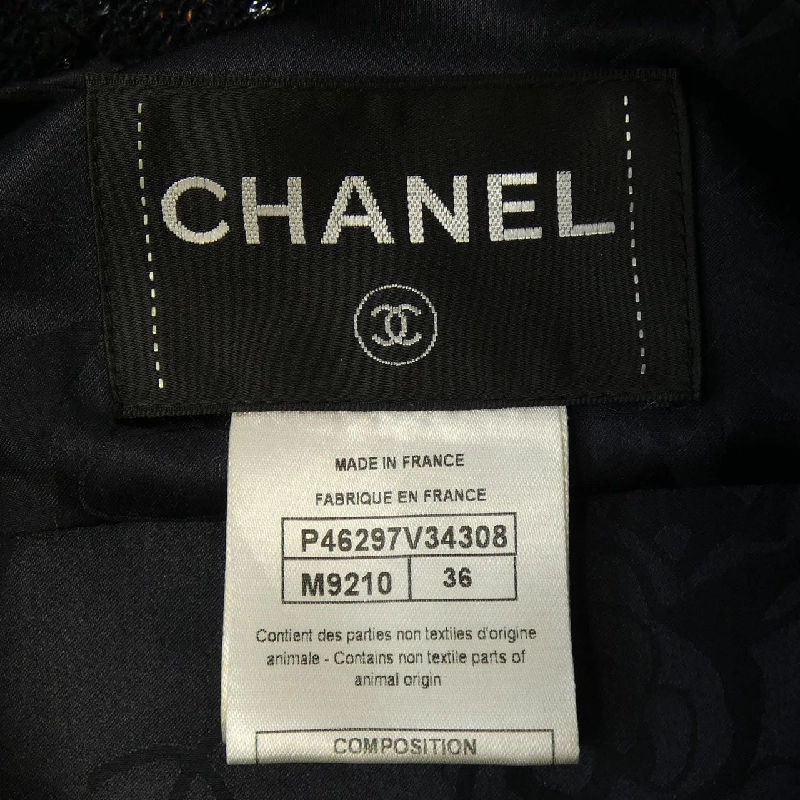 CHANEL
MADE IN FRANCE
FABRIQUE EN FRANCE
P46297V34308
M9210 36
Contient des parties non textiles d'origine
animale - Contains non textile parts of
animal origin
COMPOSITION